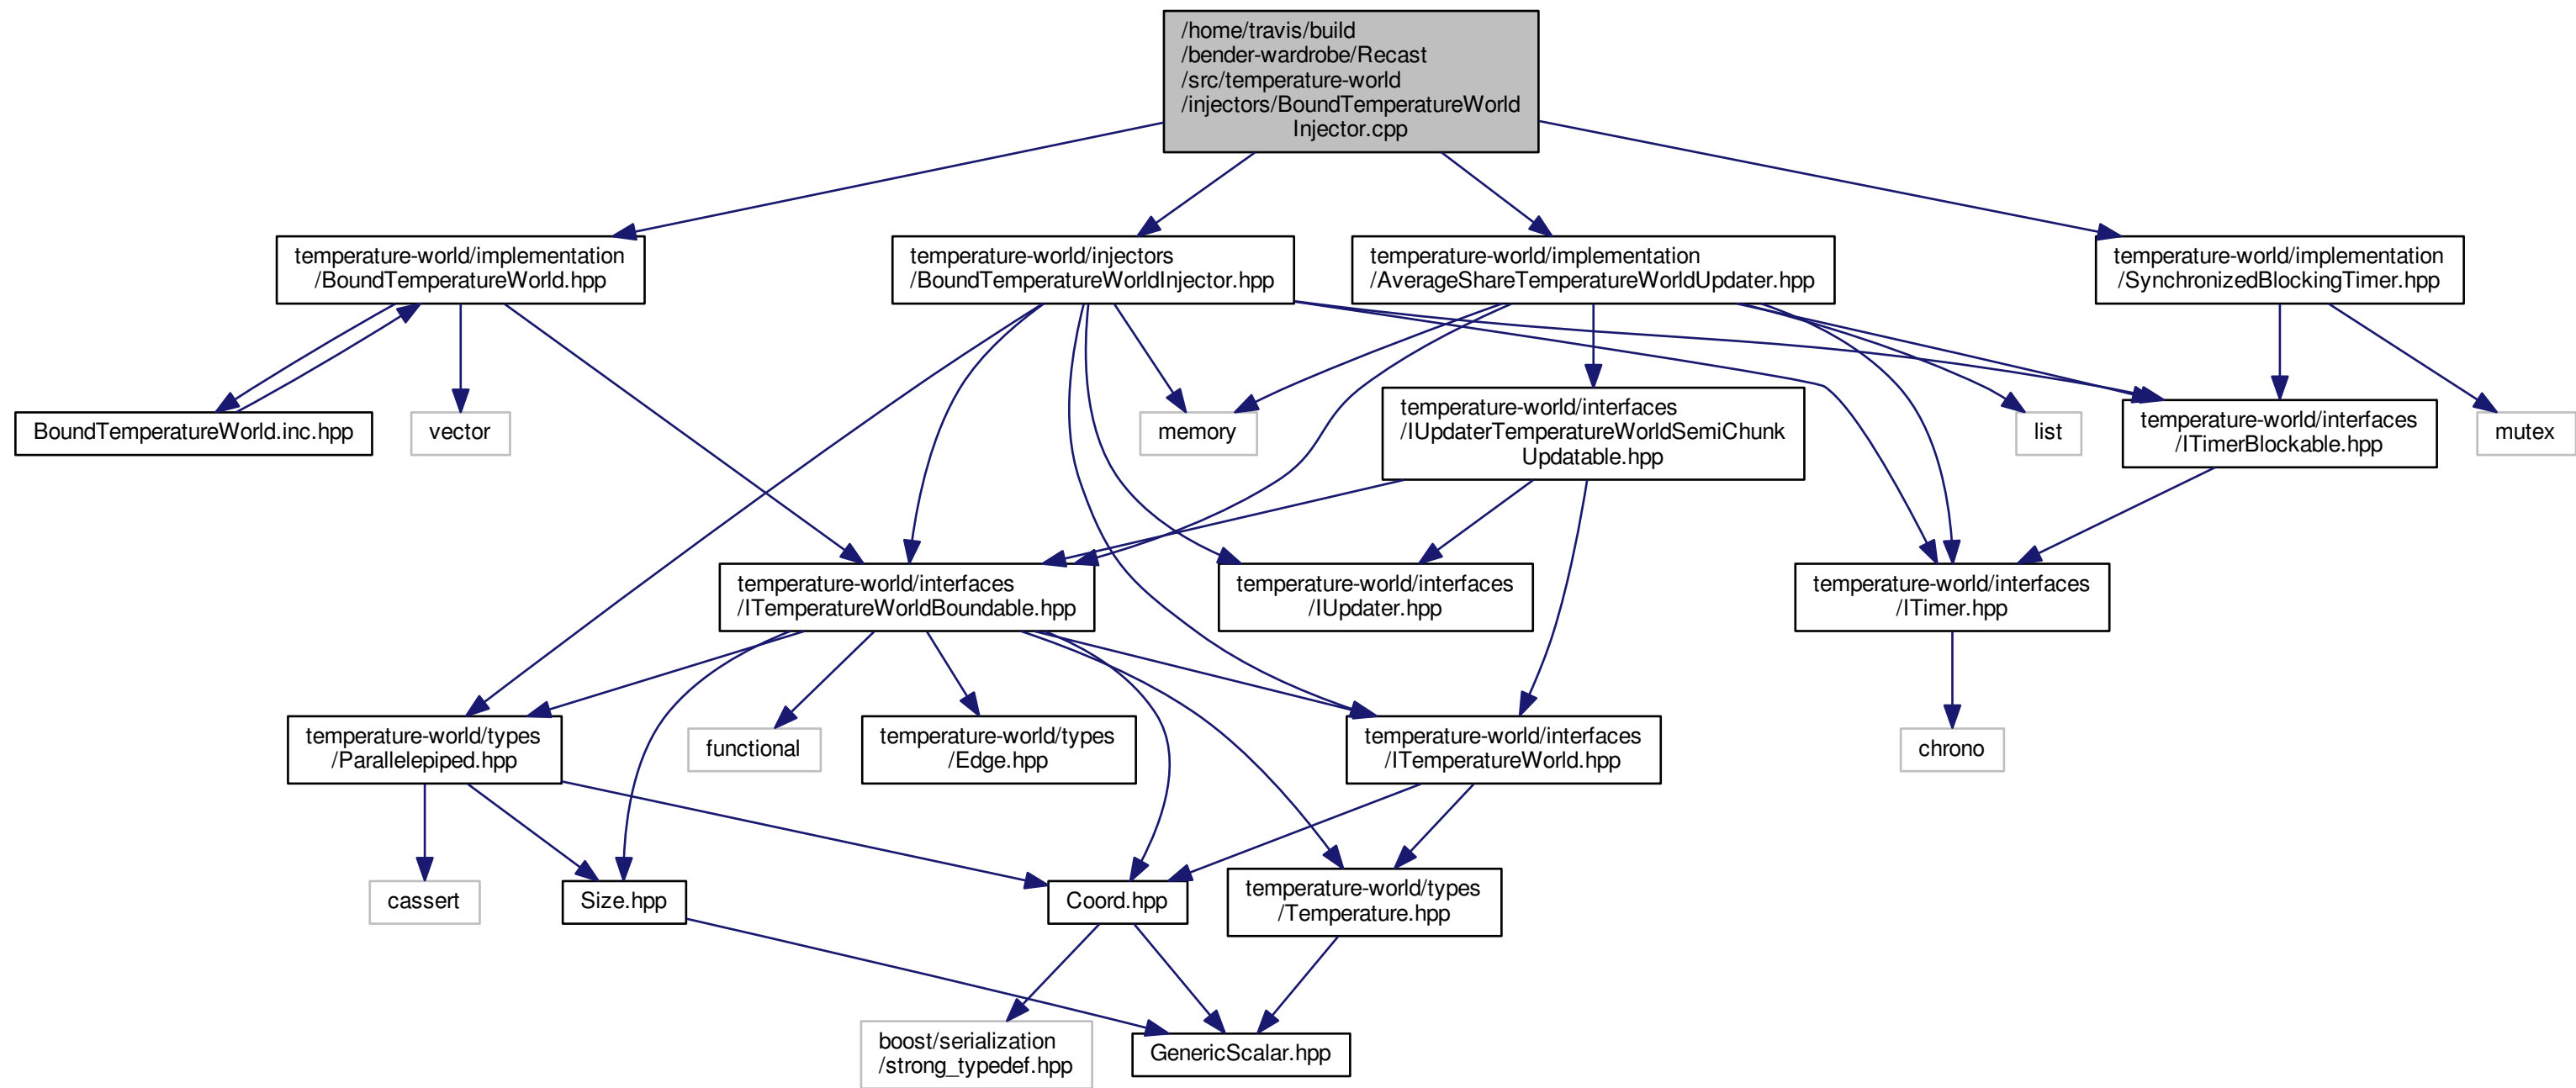 /home/travis/build
/bender-wardrobe/Recast
/src/temperature-world
/injectors/BoundTemperatureWorld
Injector.cpp
temperature-world/implementation
/BoundTemperatureWorld.hpp
temperature-world/injectors
/BoundTemperatureWorldInjector.hpp
temperature-world/implementation
/AverageShareTemperatureWorldUpdater.hpp
temperature-world/implementation
/SynchronizedBlockingTimer.hpp
BoundTemperatureWorld.inc.hpp
vector
memory
temperature-world/interfaces
/IUpdaterTemperatureWorldSemiChunk
Updatable.hpp
list
temperature-world/interfaces
/ITimerBlockable.hpp
mutex
temperature-world/interfaces
/ITemperatureWorldBoundable.hpp
temperature-world/interfaces
/IUpdater.hpp
temperature-world/interfaces
/ITimer.hpp
temperature-world/types
/Parallelepiped.hpp
functional
temperature-world/types
/Edge.hpp
temperature-world/interfaces
/ITemperatureWorld.hpp
chrono
cassert
Size.hpp
Coord.hpp
temperature-world/types
/Temperature.hpp
boost/serialization
/strong_typedef.hpp
GenericScalar.hpp